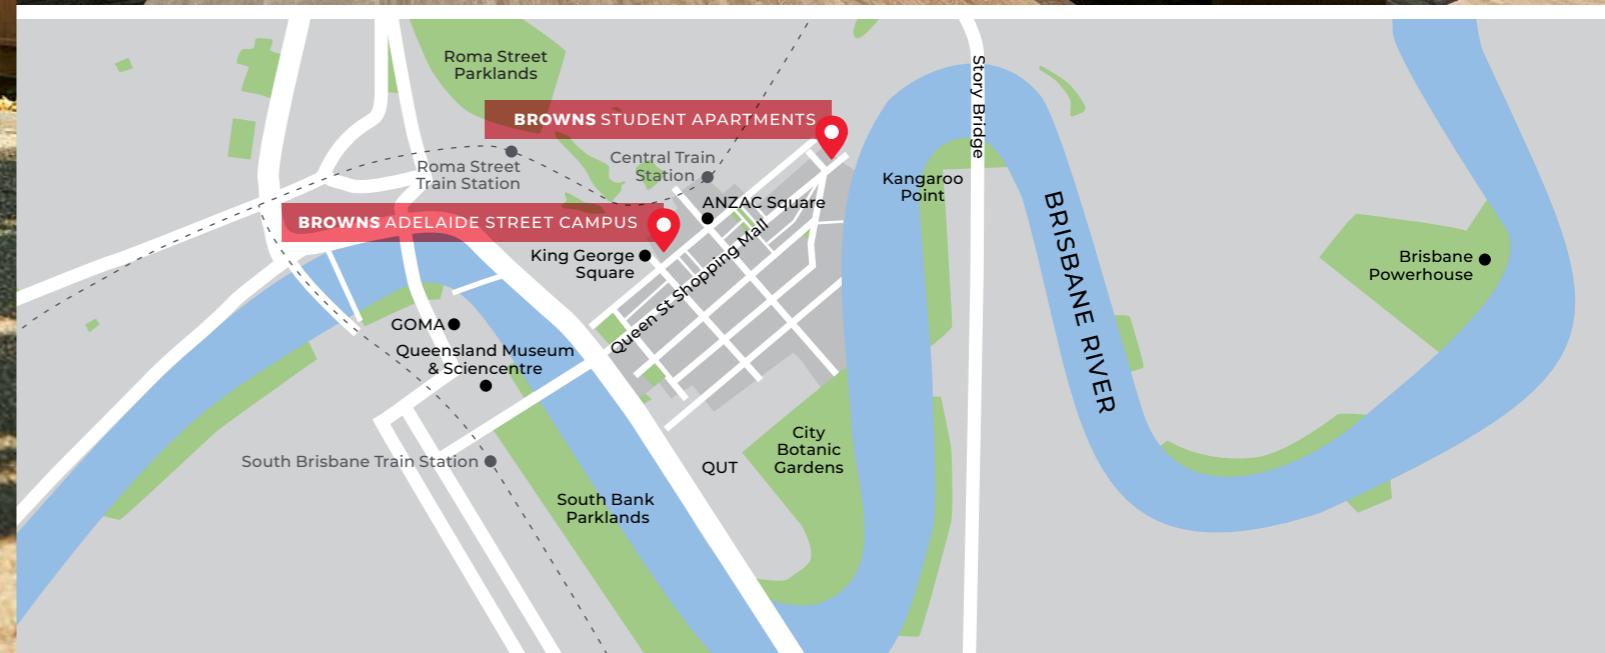 Roma Street
Parklands
BROWNS STUDENT APARTMENTS
Story Bridge
Roma Street
Train Station
Central Train
Station
Kangaroo
Point
ANZAC Square
BROWNS ADELAIDE STREET CAMPUS
King George
Square
Queen St Shopping Mall
BRISBANE RIVER
Brisbane
Powerhouse
GOMA
Queensland Museum
& Sciencentre
South Brisbane Train Station
QUT
City
Botanic
Gardens
South Bank
Parklands